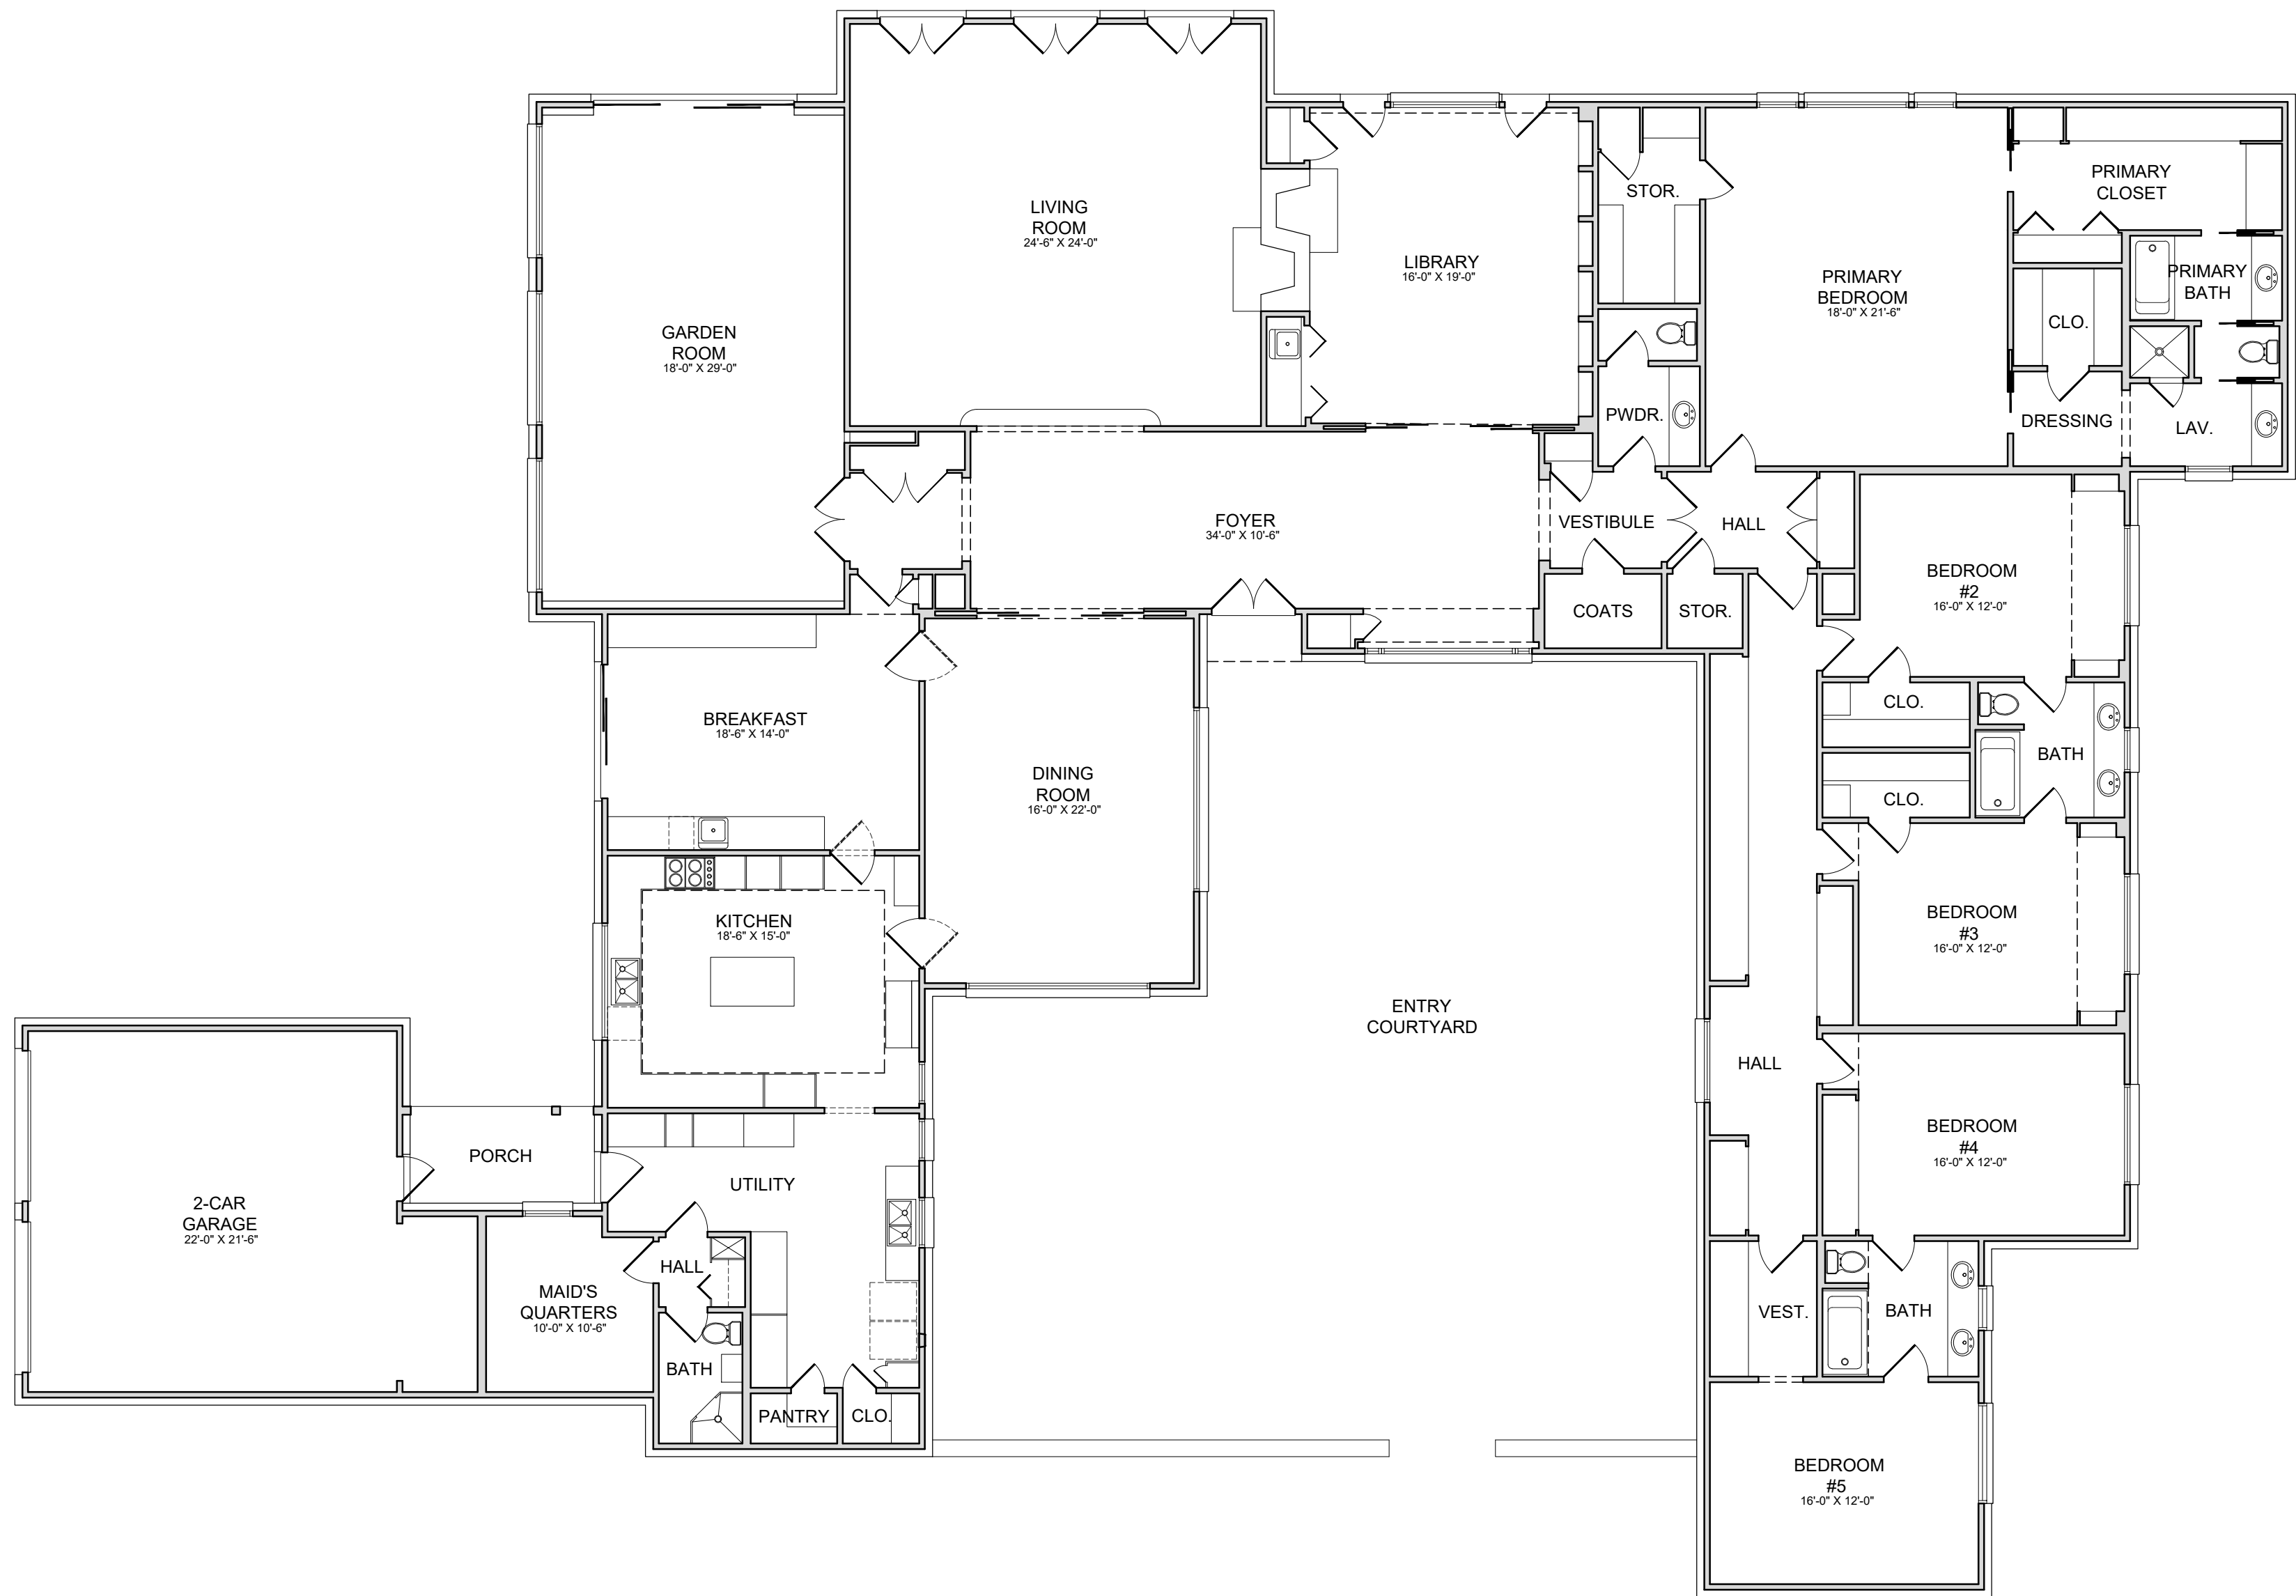 LIVING
ROOM
24'-6" X 24'-0"
GARDEN
ROOM
18'-0" X 29'-0"
LIBRARY
16'-0" X 19'-0"
STOR.
PWDR.
PRIMARY
BEDROOM
18'-0" X 21'-6"
PRIMARY
CLOSET
PRIMARY
BATH
CLO.
DRESSING
LAV.
FOYER
34'-0" X 10'-6"
VESTIBULE
HALL
COATS
STOR.
BEDROOM
#2
16'-0" X 12'-0"
CLO.
BATH
CLO.
BEDROOM
#3
16'-0" X 12'-0"
BREAKFAST
18'-6" X 14'-0"
DINING
ROOM
16'-0" X 22'-0"
KITCHEN
18'-6" X 15'-0"
ENTRY
COURTYARD
HALL
BEDROOM
#4
16'-0" X 12'-0"
2-CAR
GARAGE
22'-0" X 21'-6"
PORCH
UTILITY
HALL
MAID'S
QUARTERS
10'-0" X 10'-6"
BATH
PANTRY
CLO.
VEST.
BATH
BEDROOM
#5
16'-0" X 12'-0"